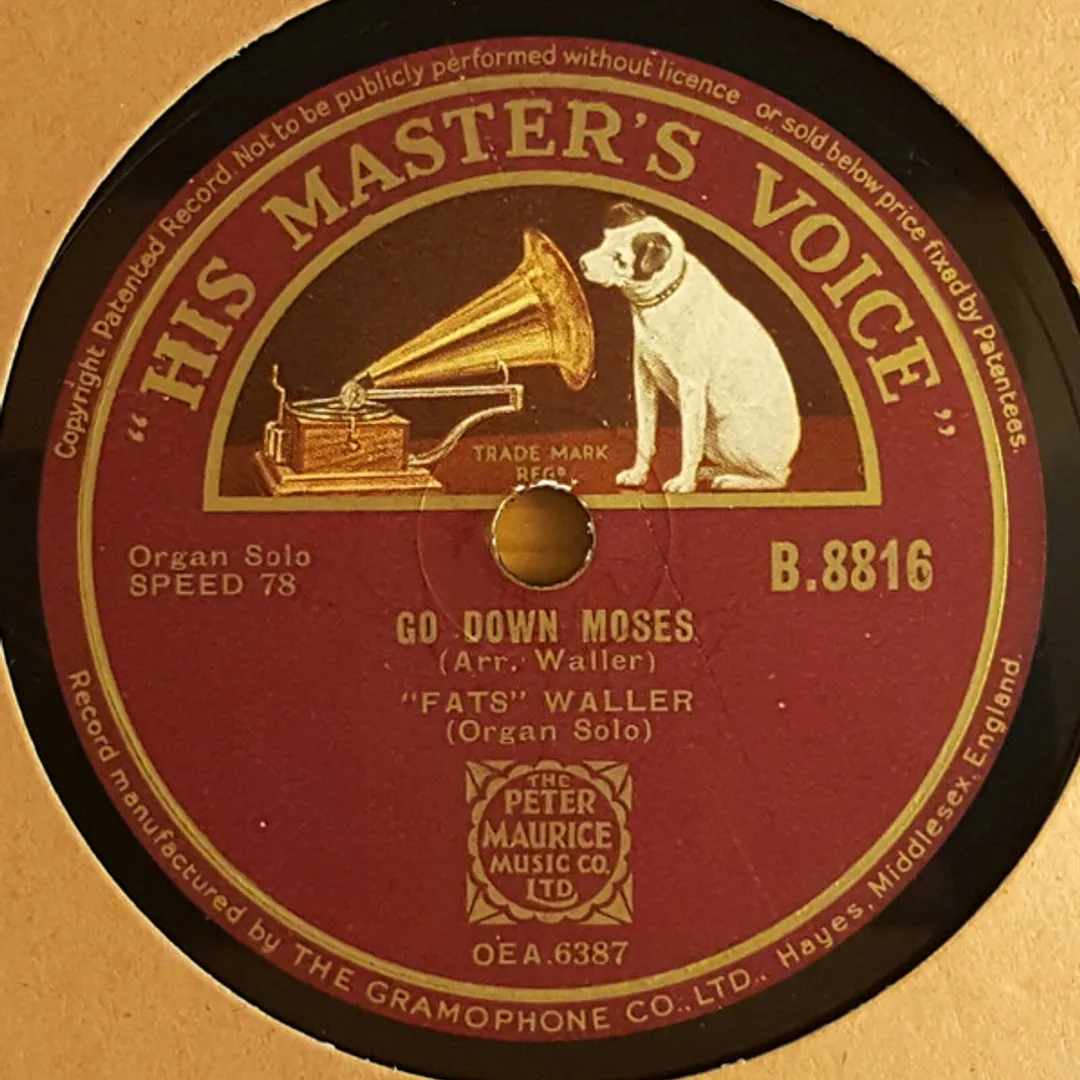 Copyright Patented Record. Not to be publicly performed without licence or sold below price fixed by Patentees.
“HIS MASTER'S VOICE”
TRADE MARK
REGD
Organ Solo
SPEED 78
B.8816
GO DOWN MOSES
(Arr. Waller)
“FATS” WALLER
(Organ Solo)
THE
PETER
MAURICE
MUSIC CO.
LTD.
OEA.6387
Record manufactured by THE GRAMOPHONE CO., LTD., Hayes, Middlesex, England.